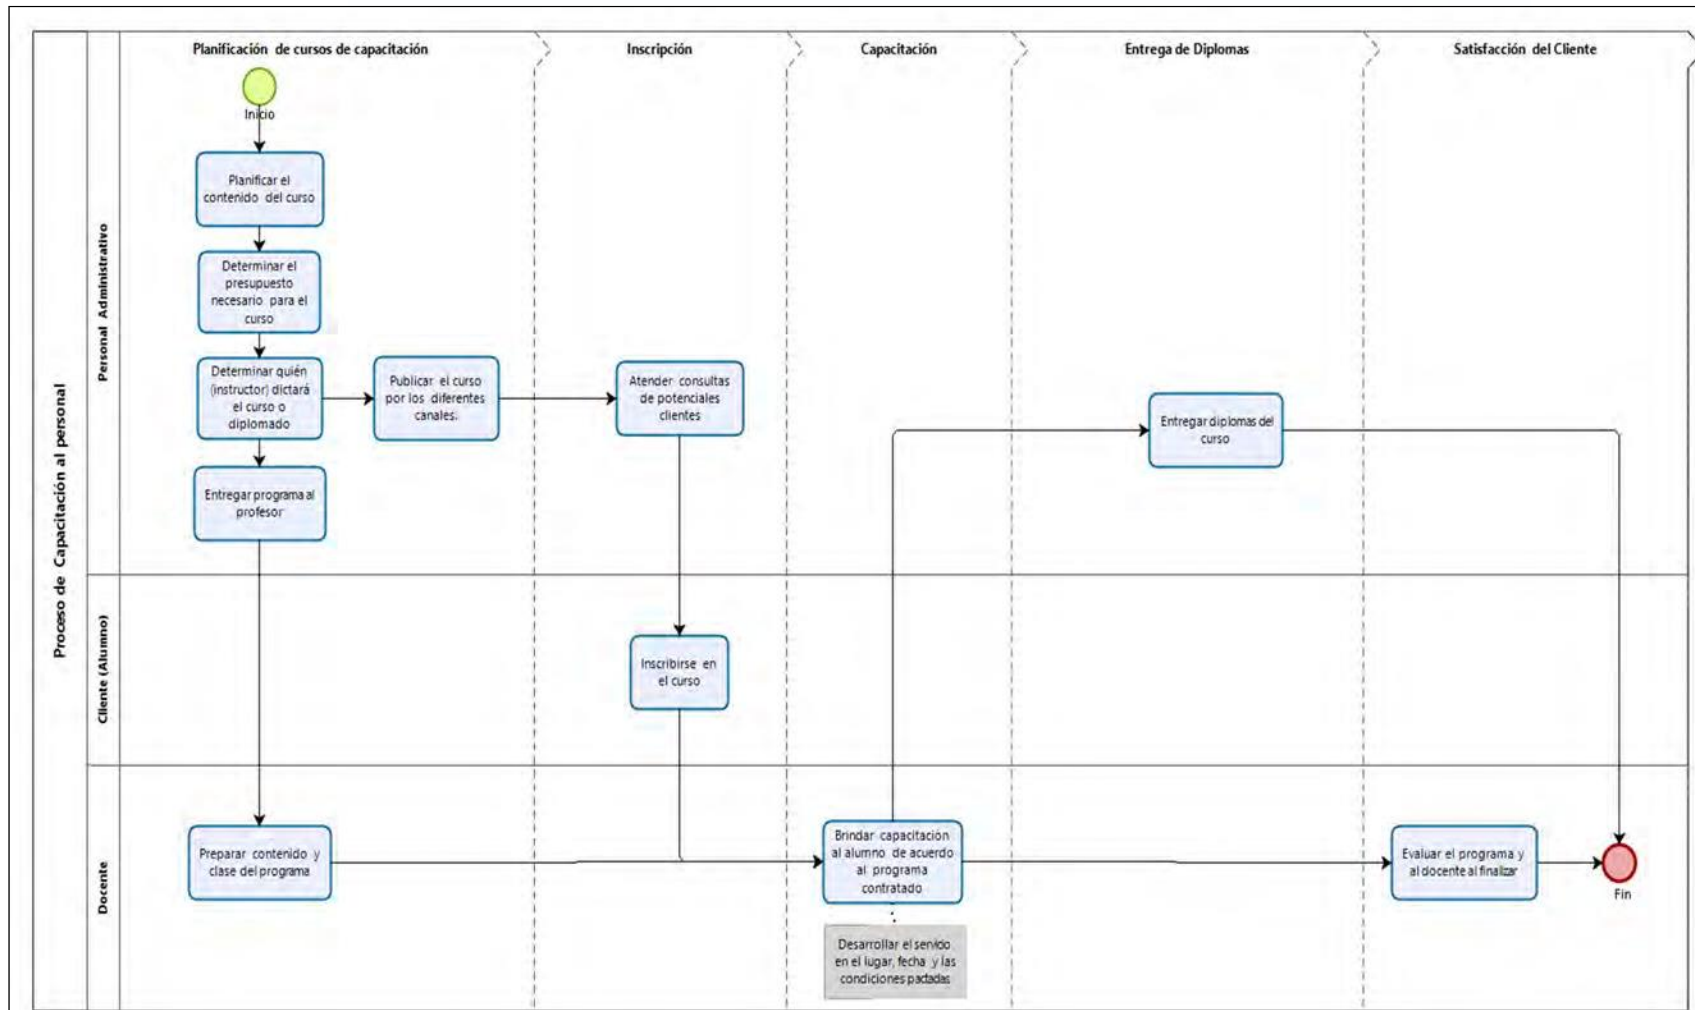 Planificación de cursos de capacitación
Inscripción
Capacitación
Entrega de Diplomas
Satisfacción del Cliente
Proceso de Capacitación al personal
Personal Administrativo
Inicio
Planificar el
contenido del curso
Determinar el
presupuesto
necesario para el
curso
Determinar quién
(instructor) dictará
el curso o
diplomado
Publicar el curso
por los diferentes
canales.
Atender consultas
de potenciales
clientes
Entregar diplomas del
curso
Entregar programa al
profesor
Cliente (Alumno)
Inscribirse en
el curso
Docente
Preparar contenido y
clase del programa
Brindar capacitación
al alumno de acuerdo
al programa
contratado
Evaluar el programa y
al docente al finalizar
Fin
Desarrollar el servicio
en el lugar, fecha y las
condiciones pactadas